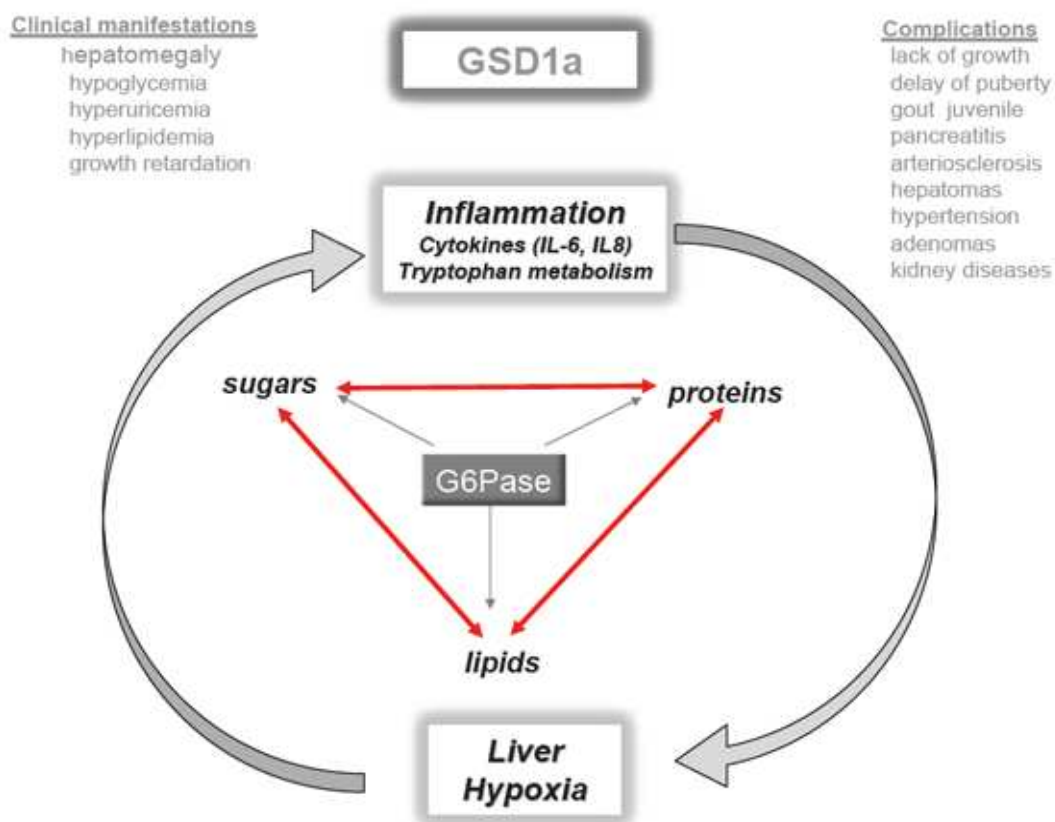 Clinical manifestations
hepatomegaly
hypoglycemia
hyperuricemia
hyperlipidemia
growth retardation
GSD1a
Complications
lack of growth
delay of puberty
gout juvenile
pancreatitis
arteriosclerosis
hepatomas
hypertension
adenomas
kidney diseases
Inflammation
Cytokines (IL-6, IL8)
Tryptophan metabolism
sugars
proteins
G6Pase
lipids
Liver
Hypoxia